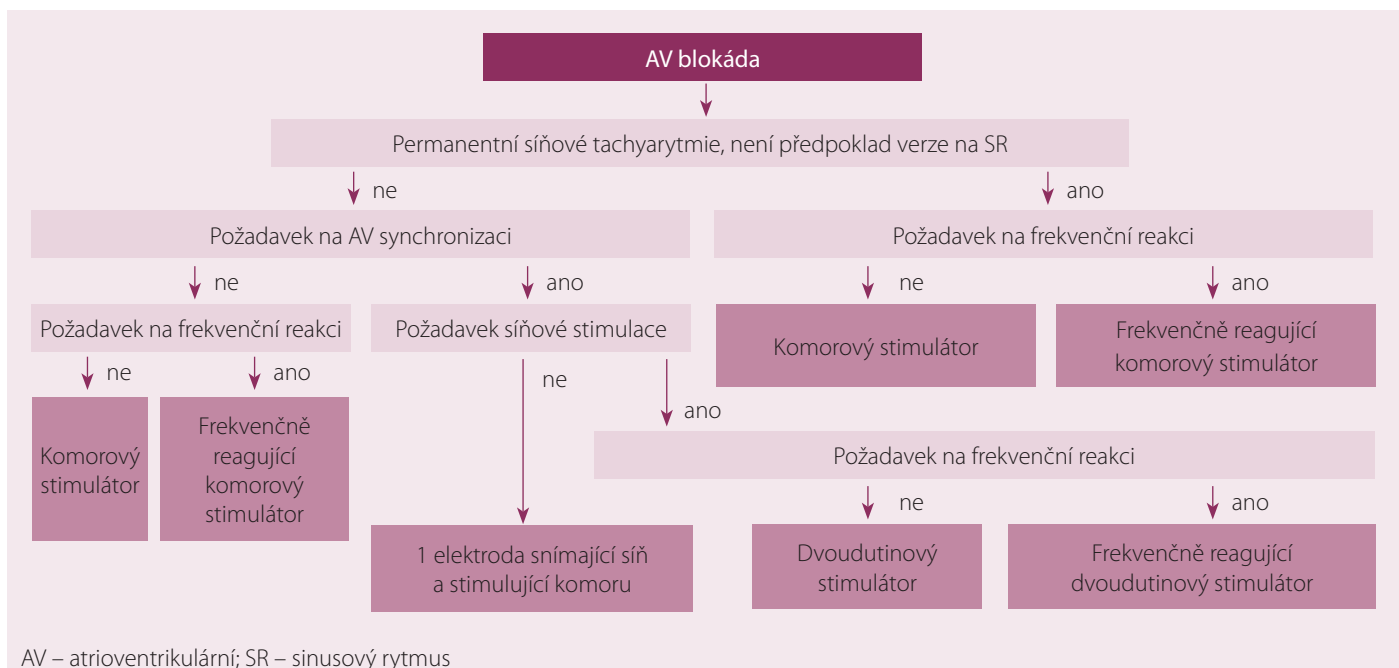 AV blokáda
Permanentní síňové tachyarytmie, není předpoklad verze na SR
ne
ano
Požadavek na AV synchronizaci
Požadavek na frekvenční reakci
ne
ano
ne
ano
Požadavek na frekvenční reakci
Požadavek síňové stimulace
Komorový stimulátor
Frekvenčně reagující
komorový stimulátor
ne
ano
ne
ano
Komorový
stimulátor
Frekvenčně
reagující
komorový
stimulátor
Požadavek na frekvenční reakci
ne
ano
1 elektroda snímající síň
a stimulující komoru
Dvoudutinový
stimulátor
Frekvenčně reagující
dvoudutinový stimulátor
AV – atrioventrikulární; SR – sinusový rytmus